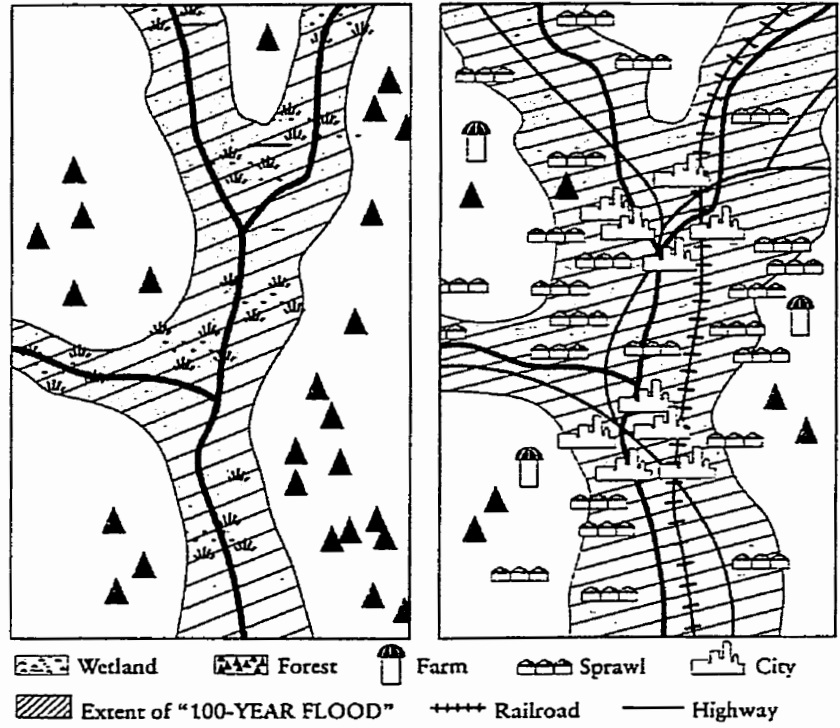 Wetland Forest Farm Sprawl City
Extent of "100-YEAR FLOOD" Railroad Highway